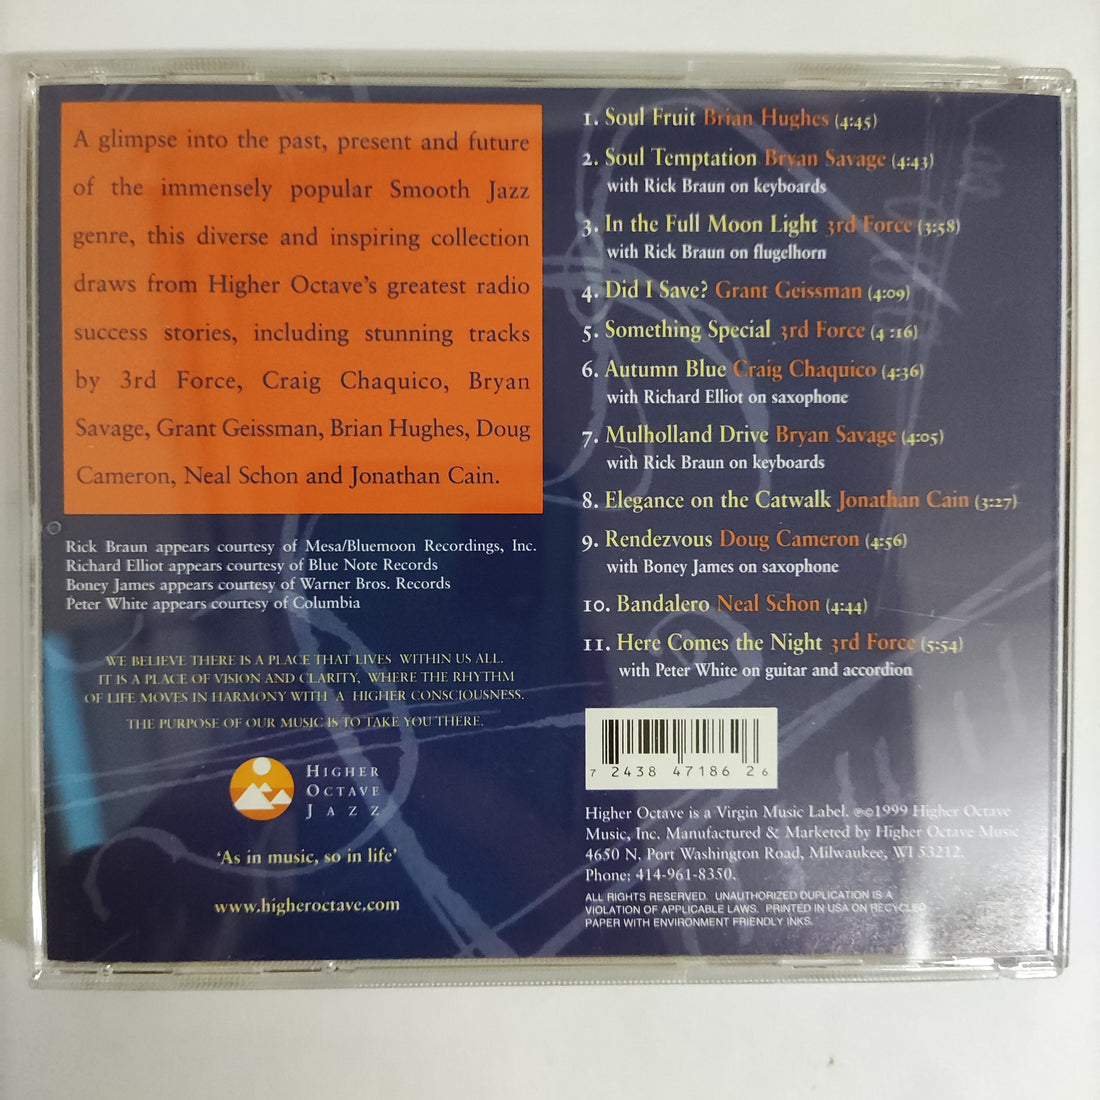 A glimpse into the past, present and future
of the immensely popular Smooth Jazz
genre, this diverse and inspiring collection
draws from Higher Octave's greatest radio
success stories, including stunning tracks
by 3rd Force, Craig Chaquico, Bryan
Savage, Grant Geissman, Brian Hughes, Doug
Cameron, Neal Schon and Jonathan Cain.
Rick Braun appears courtesy of Mesa/Bluemoon Recordings, Inc.
Richard Elliot appears courtesy of Blue Note Records
Boney James appears courtesy of Warner Bros. Records
Peter White appears courtesy of Columbia
WE BELIEVE THERE IS A PLACE THAT LIVES WITHIN US ALL.
IT IS A PLACE OF VISION AND CLARITY, WHERE THE RHYTHM
OF LIFE MOVES IN HARMONY WITH A HIGHER CONSCIOUSNESS.
THE PURPOSE OF OUR MUSIC IS TO TAKE YOU THERE.
HIGHER
OCTAVE
JAZZ
'As in music, so in life'
www.higheroctave.com
1. Soul Fruit Brian Hughes (4:45)
2. Soul Temptation Bryan Savage (4:43)
with Rick Braun on keyboards
3. In the Full Moon Light 3rd Force (3:58)
with Rick Braun on flugelhorn
4. Did I Save? Grant Geissman (4:09)
5. Something Special 3rd Force (4 :16)
6. Autumn Blue Craig Chaquico (4:36)
with Richard Elliot on saxophone
7. Mulholland Drive Bryan Savage (4:05)
with Rick Braun on keyboards
8. Elegance on the Catwalk Jonathan Cain (3:27)
9. Rendezvous Doug Cameron (4:56)
with Boney James on saxophone
10. Bandalero Neal Schon (4:44)
11. Here Comes the Night 3rd Force (5:54)
with Peter White on guitar and accordion
7 24384 71862 6
Higher Octave is a Virgin Music Label. ℗©1999 Higher Octave
Music, Inc. Manufactured & Marketed by Higher Octave Music
4650 N. Port Washington Road, Milwaukee, WI 53212.
Phone: 414-961-8350.
ALL RIGHTS RESERVED. UNAUTHORIZED DUPLICATION IS A
VIOLATION OF APPLICABLE LAWS. PRINTED IN USA ON RECYCLED
PAPER WITH ENVIRONMENT FRIENDLY INKS.